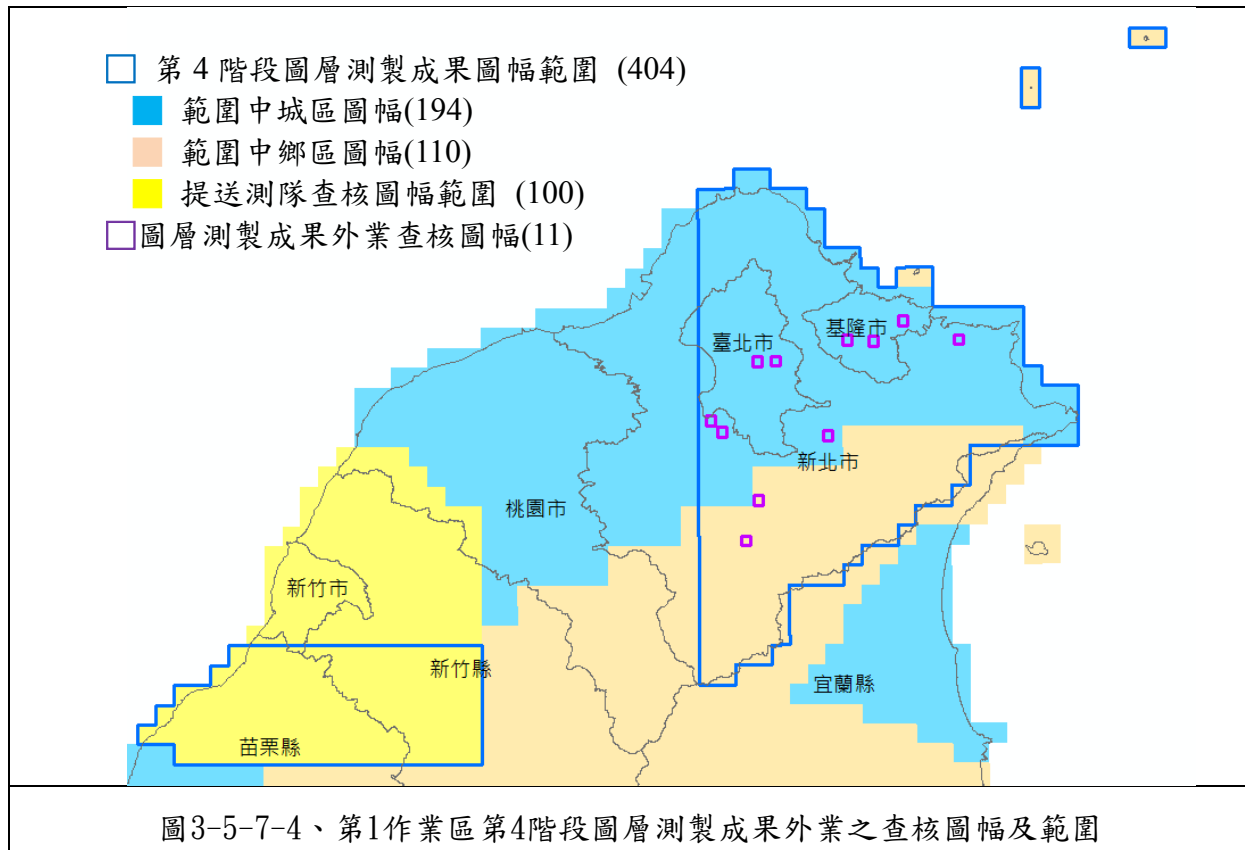 第 4 階段圖層測製成果圖幅範圍 (404)
範圍中城區圖幅(194)
範圍中鄉區圖幅(110)
提送測隊查核圖幅範圍 (100)
圖層測製成果外業查核圖幅(11)
基隆市
臺北市
新北市
桃園市
新竹市
新竹縣
宜蘭縣
苗栗縣
圖3-5-7-4、第1作業區第4階段圖層測製成果外業之查核圖幅及範圍